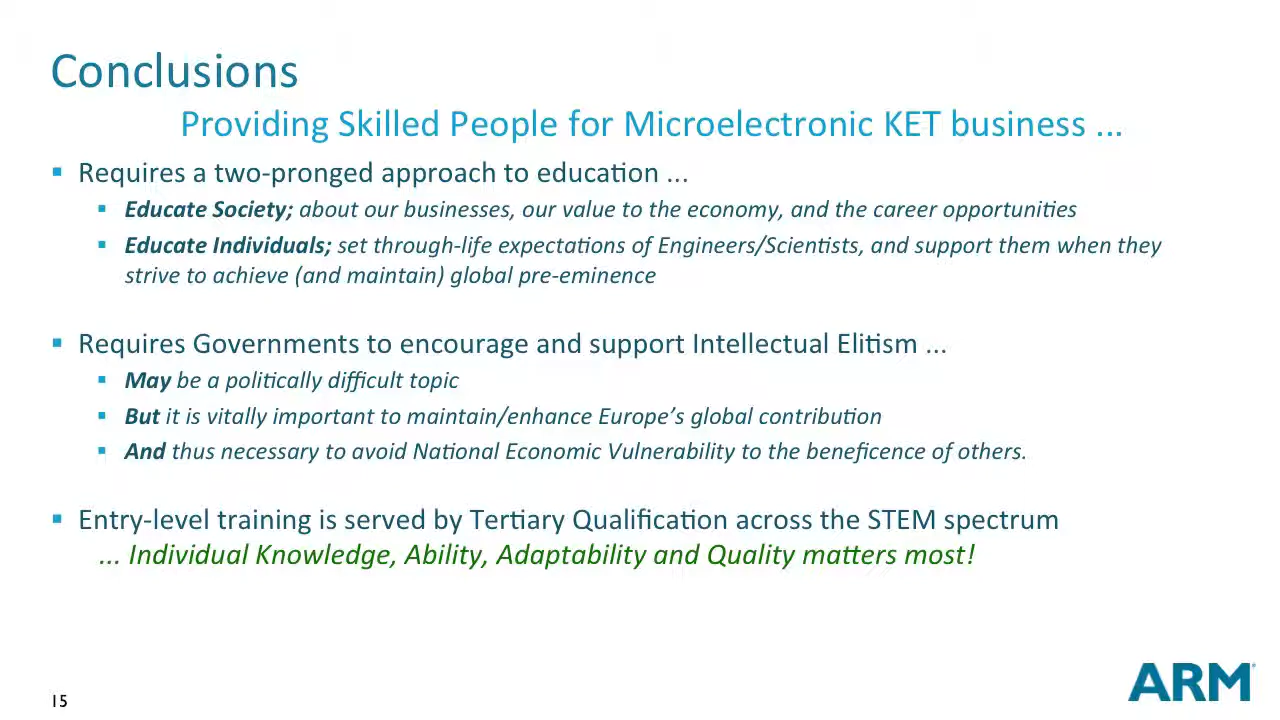 Conclusions
Providing Skilled People for Microelectronic KET business ...
▪ Requires a two-pronged approach to education ...
▪ Educate Society; about our businesses, our value to the economy, and the career opportunities
▪ Educate Individuals; set through-life expectations of Engineers/Scientists, and support them when they
strive to achieve (and maintain) global pre-eminence
▪ Requires Governments to encourage and support Intellectual Elitism ...
▪ May be a politically difficult topic
▪ But it is vitally important to maintain/enhance Europe's global contribution
▪ And thus necessary to avoid National Economic Vulnerability to the beneficence of others.
▪ Entry-level training is served by Tertiary Qualification across the STEM spectrum
... Individual Knowledge, Ability, Adaptability and Quality matters most!
15
ARM®